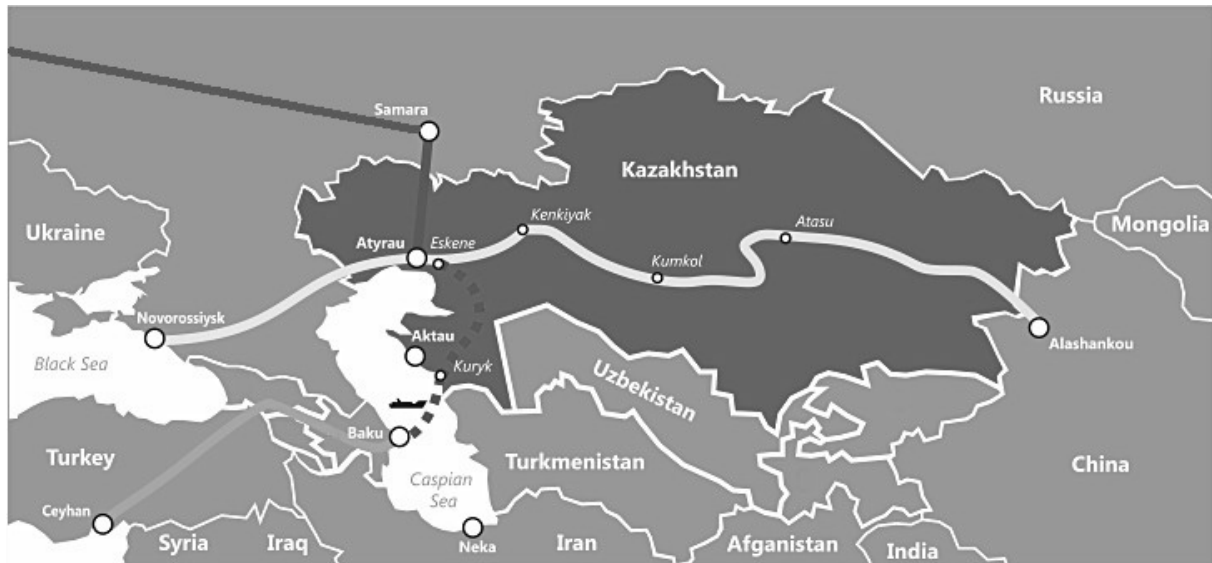 Samara
Russia
Kazakhstan
Ukraine
Mongolia
Kenkiyak
Atasu
Atyrau
Eskene
Kumkol
Novorossiysk
Aktau
Alashankou
Black Sea
Kuryk
Uzbekistan
Baku
Turkey
Turkmenistan
China
Caspian
Sea
Ceyhan
Syria
Iraq
Neka
Iran
Afganistan
India